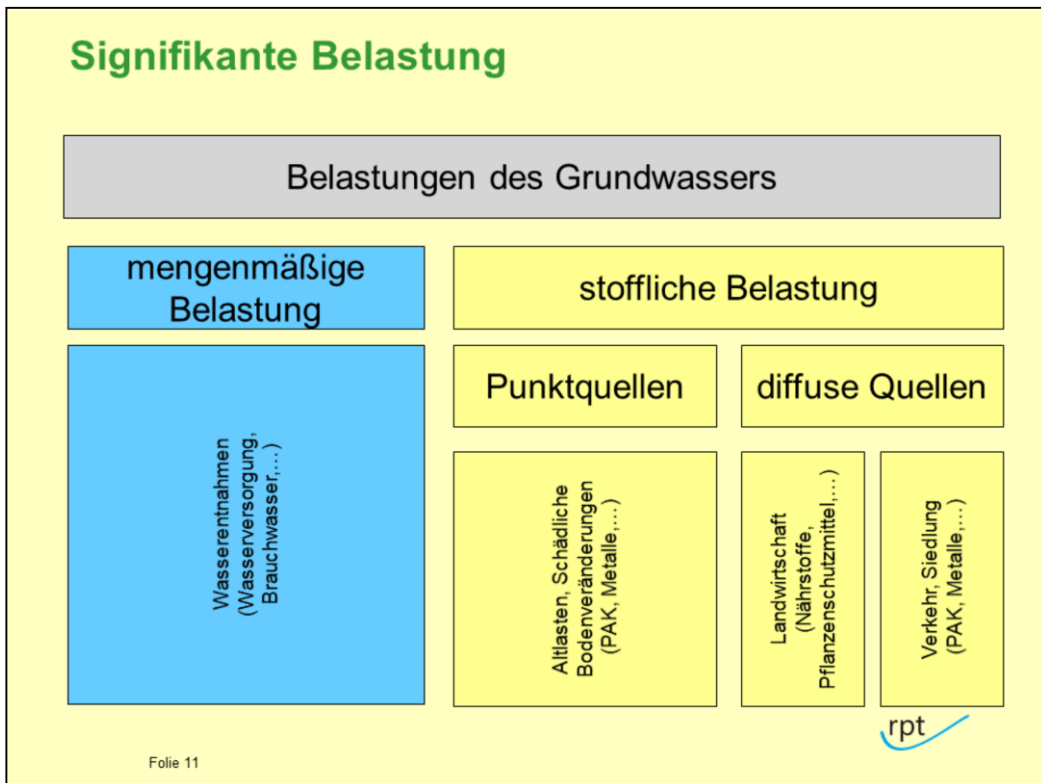 Signifikante Belastung
Belastungen des Grundwassers
mengenmäßige
Belastung
stoffliche Belastung
Punktquellen
diffuse Quellen
Wasserentnahmen
(Wasserversorgung,
Brauchwasser,...)
Altlasten, Schädliche
Bodenveränderungen
(PAK, Metalle,...)
Landwirtschaft
(Nährstoffe,
Pflanzenschutzmittel,...)
Verkehr, Siedlung
(PAK, Metalle,...)
rpt
Folie 11